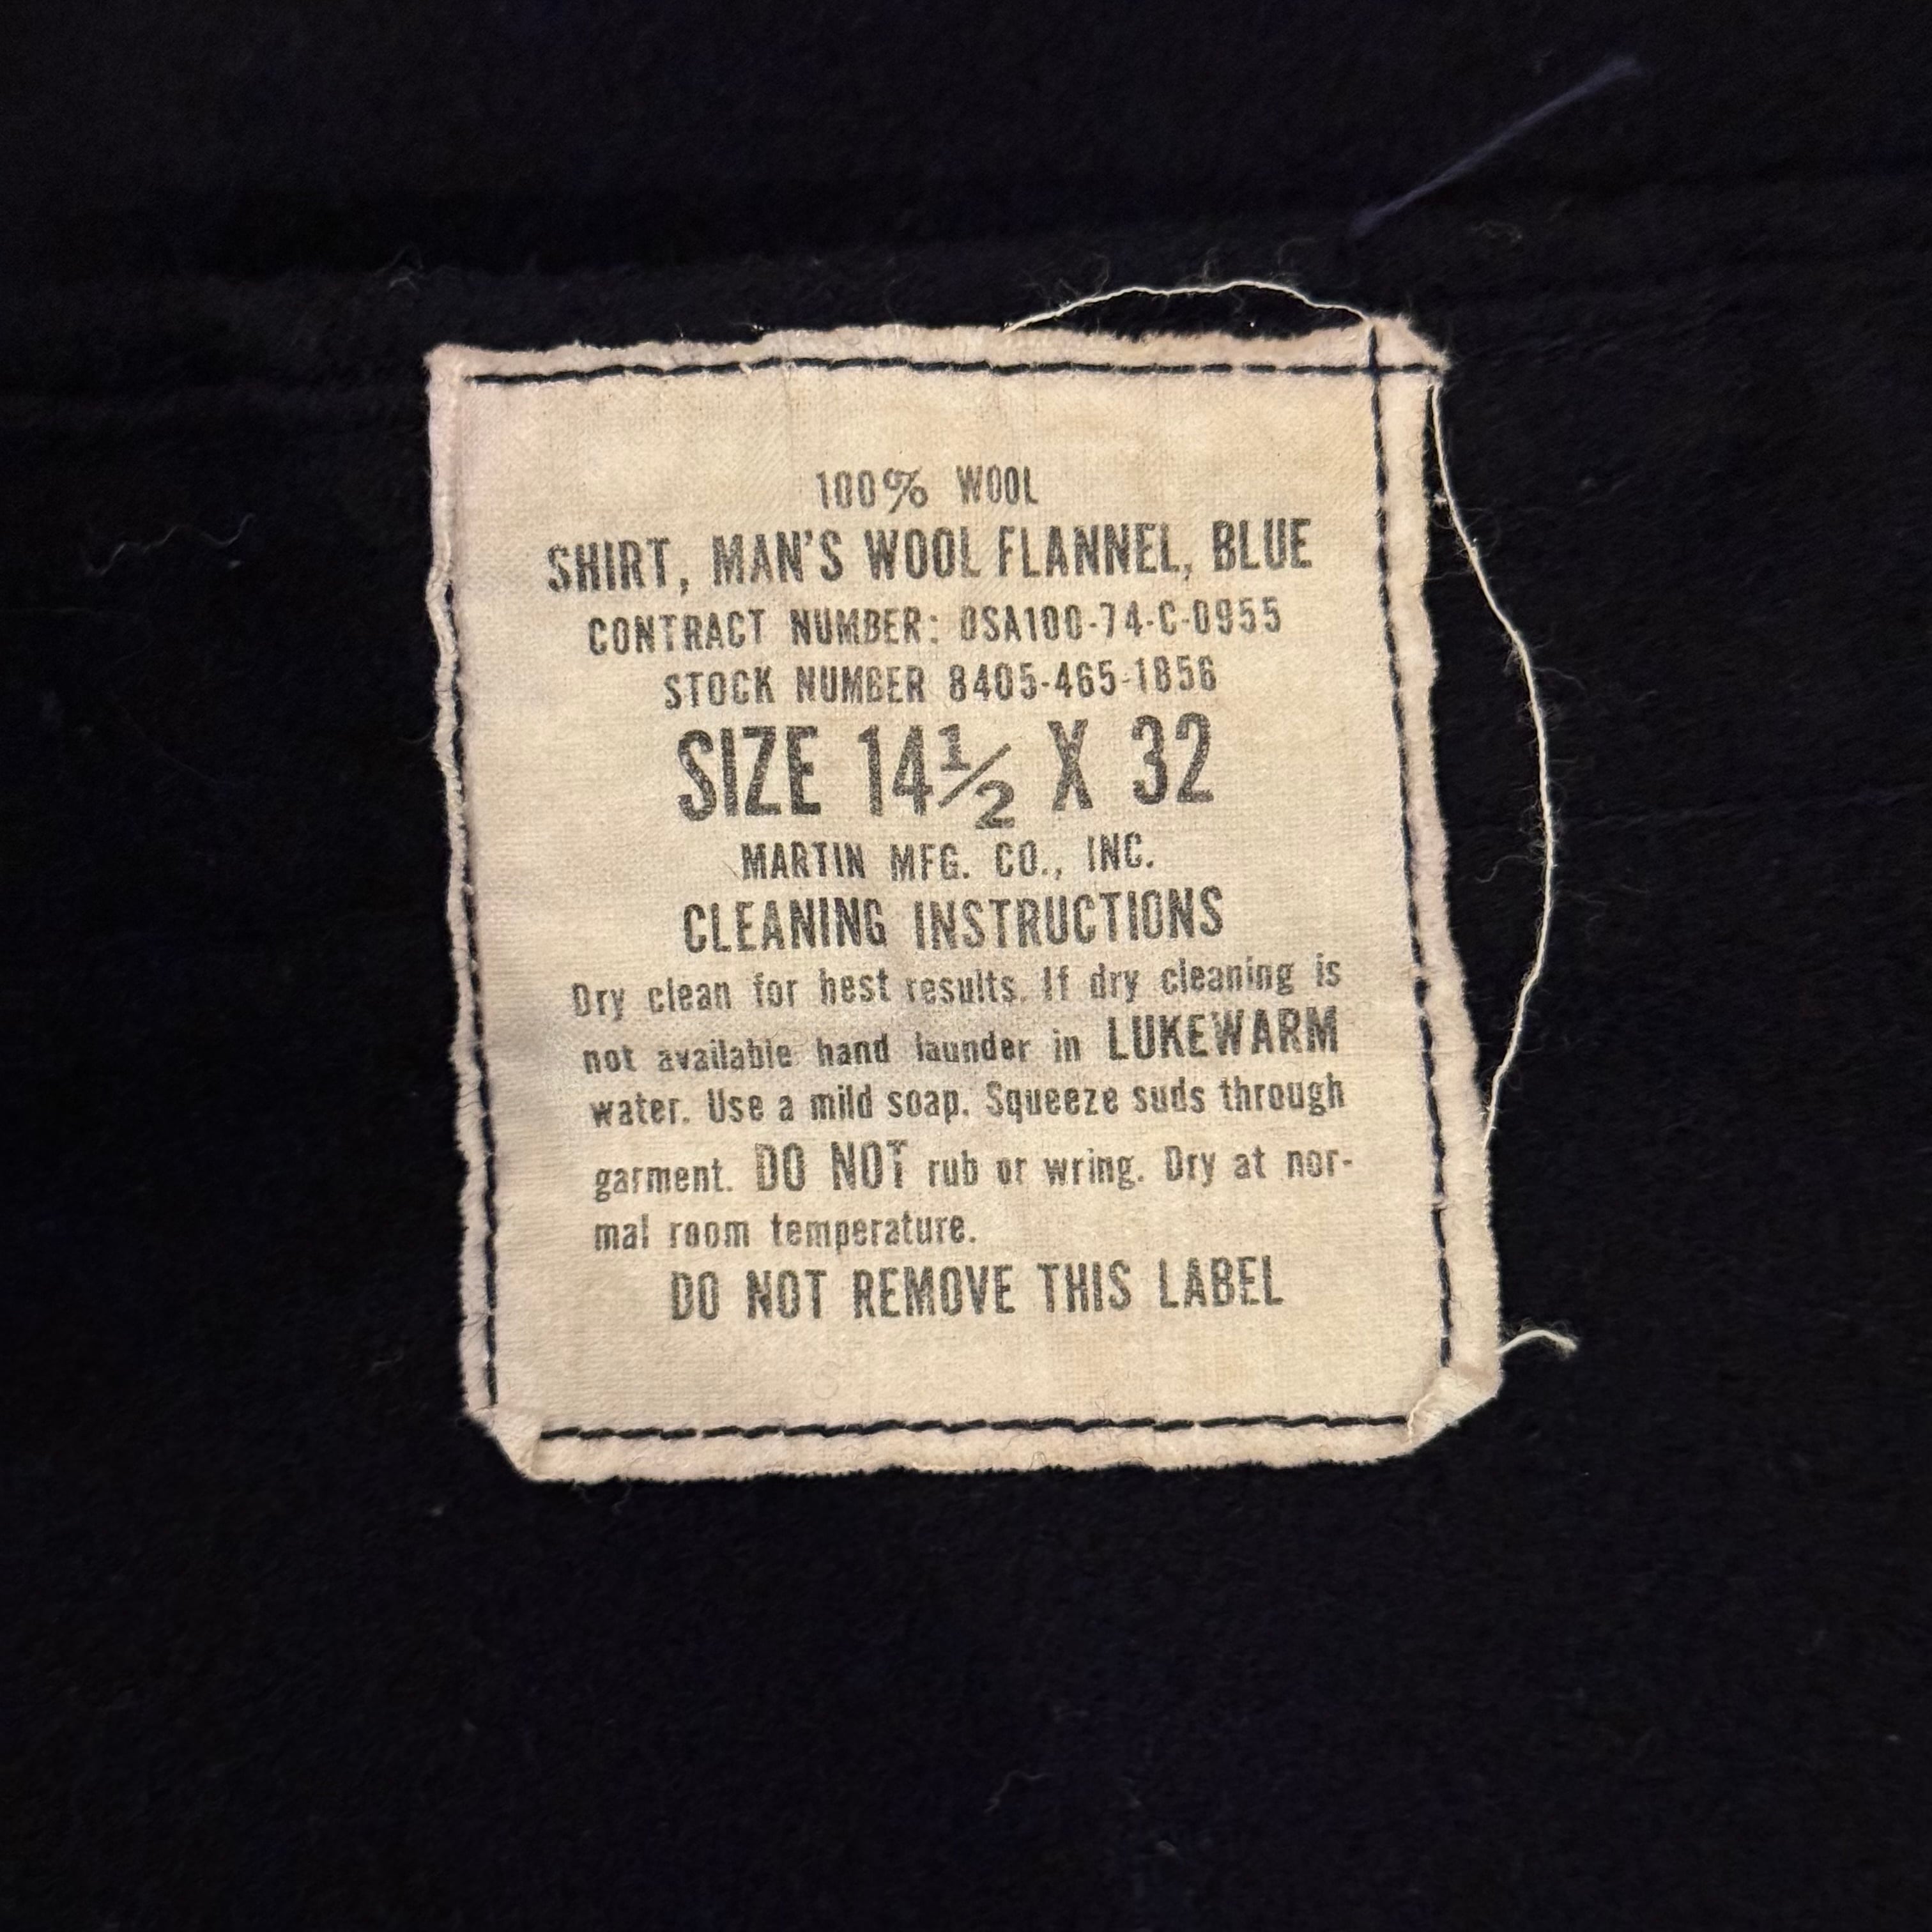 100% WOOL
SHIRT, MAN'S WOOL FLANNEL, BLUE
CONTRACT NUMBER: DSA100-74-C-0955
STOCK NUMBER 8405-465-1856
SIZE 14½ X 32
MARTIN MFG. CO., INC.
CLEANING INSTRUCTIONS
Dry clean for best results. If dry cleaning is
not available hand launder in LUKEWARM
water. Use a mild soap. Squeeze suds through
garment. DO NOT rub or wring. Dry at nor-
mal room temperature.
DO NOT REMOVE THIS LABEL